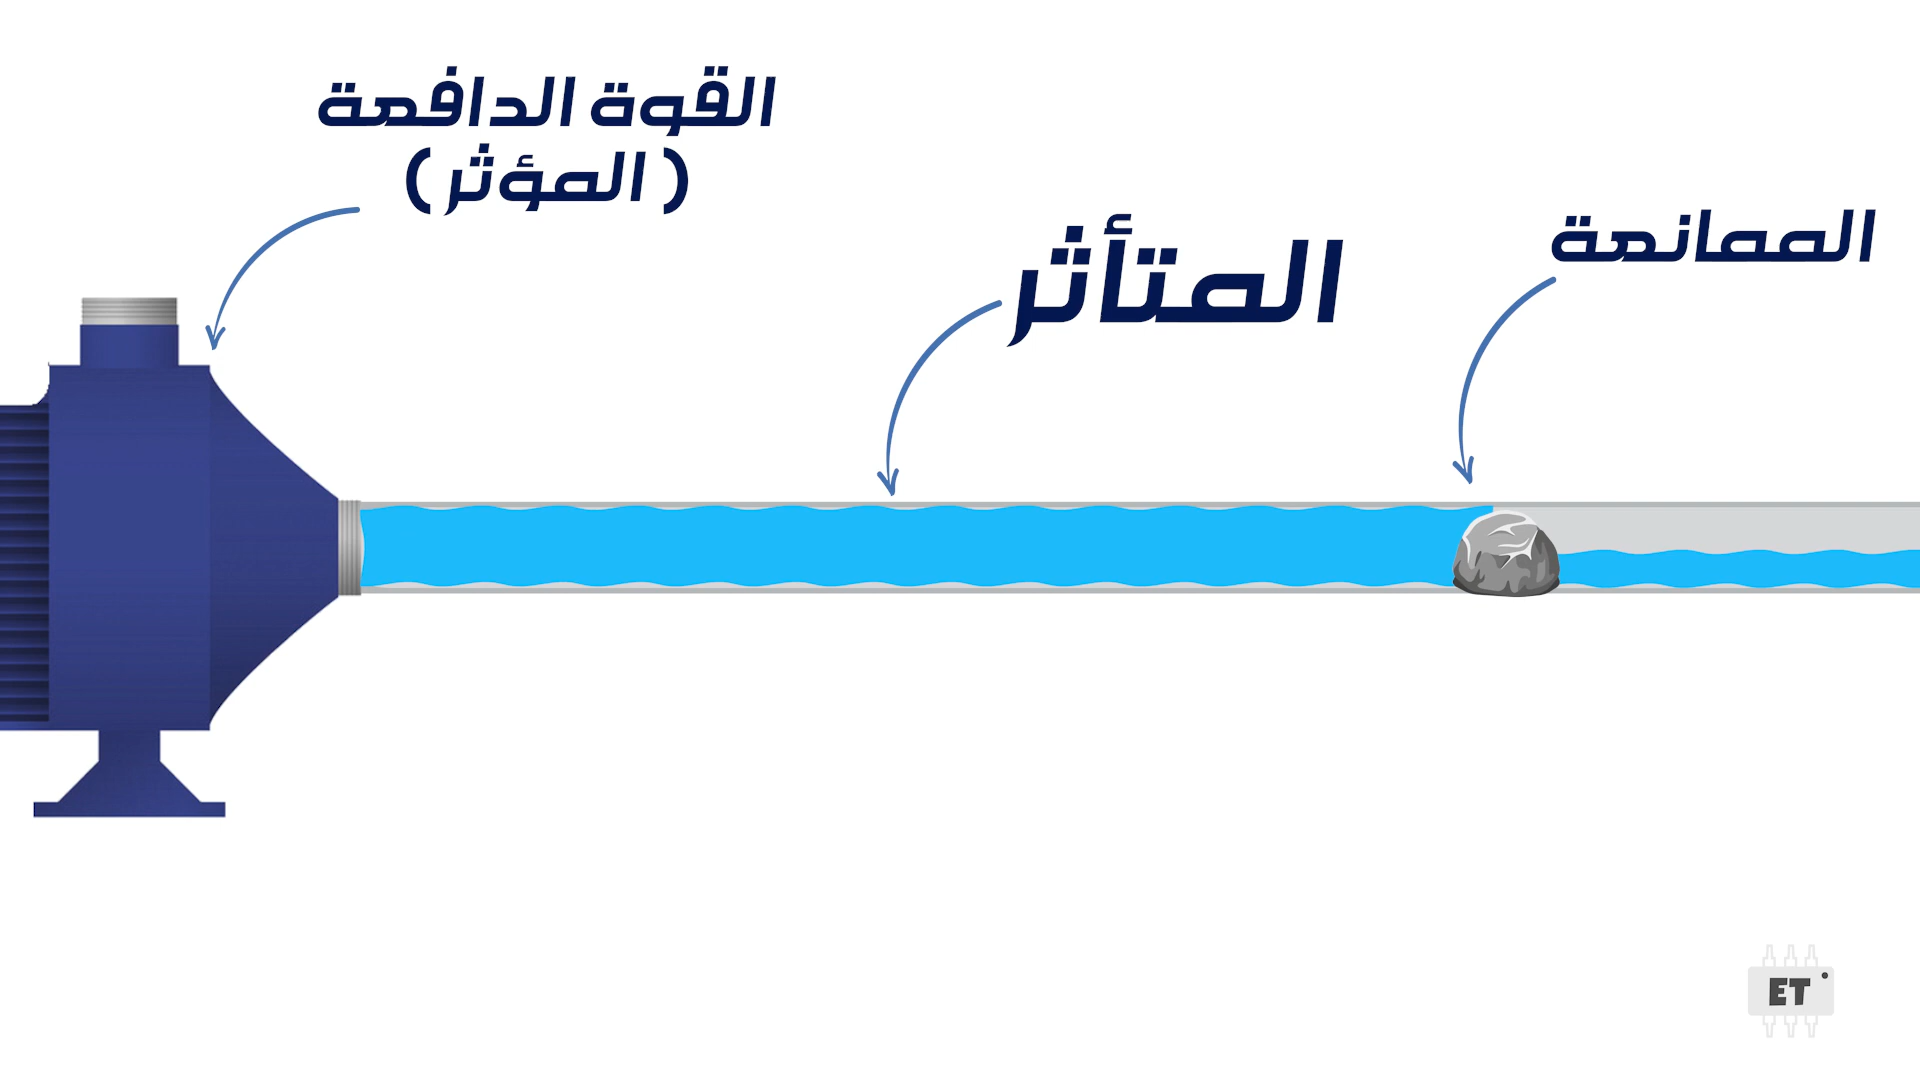 القوة الدافعة
( المؤثر )
المتأثر
الممانعة
ET